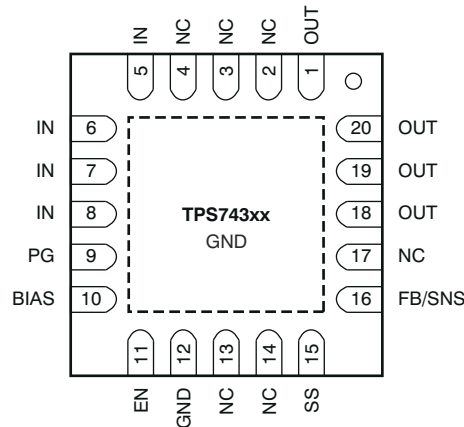 IN NC NC NC OUT
5 4 3 2 1
IN 6 20 OUT
IN 7 19 OUT
IN 8 TPS743xx 18 OUT
GND
PG 9 17 NC
BIAS 10 16 FB/SNS
11 12 13 14 15
EN GND NC NC SS